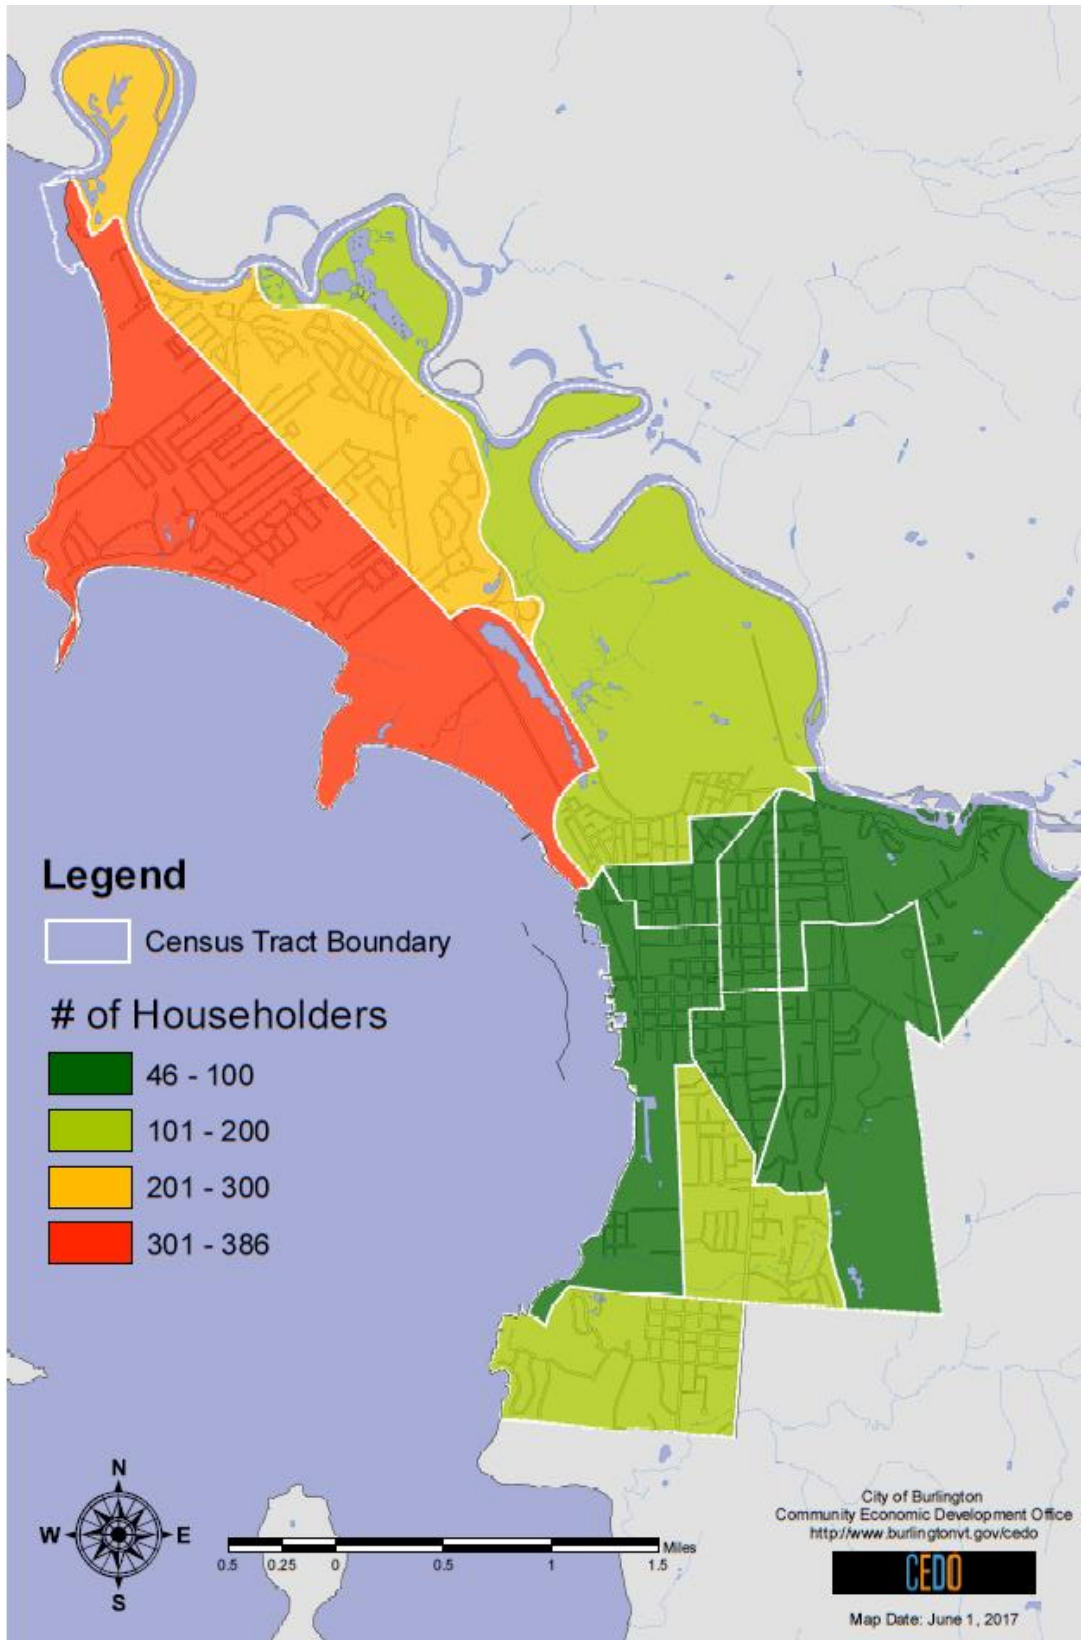 Legend
Census Tract Boundary
# of Householders
46 - 100
101 - 200
201 - 300
301 - 386
N
W
E
S
0.5 0.25 0 0.5 1 1.5 Miles
City of Burlington
Community Economic Development Office
http://www.burlingtonvt.gov/cedo
CEDO
Map Date: June 1, 2017